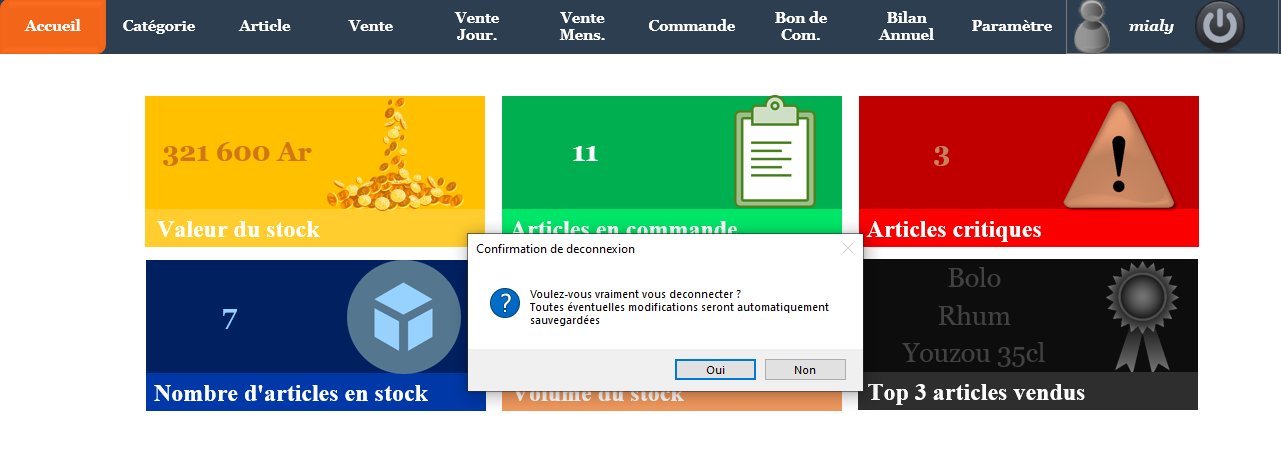 Accueil
Catégorie
Article
Vente
Vente
Jour.
Vente
Mens.
Commande
Bon de
Com.
Bilan
Annuel
Paramètre
mialy
321 600 Ar
Valeur du stock
11
Articles en commande
3
Articles critiques
Confirmation de deconnexion
Voulez-vous vraiment vous deconnecter ?
Toutes éventuelles modifications seront automatiquement
sauvegardées
Oui
Non
7
Nombre d'articles en stock
Volume du stock
Bolo
Rhum
Youzou 35cl
Top 3 articles vendus